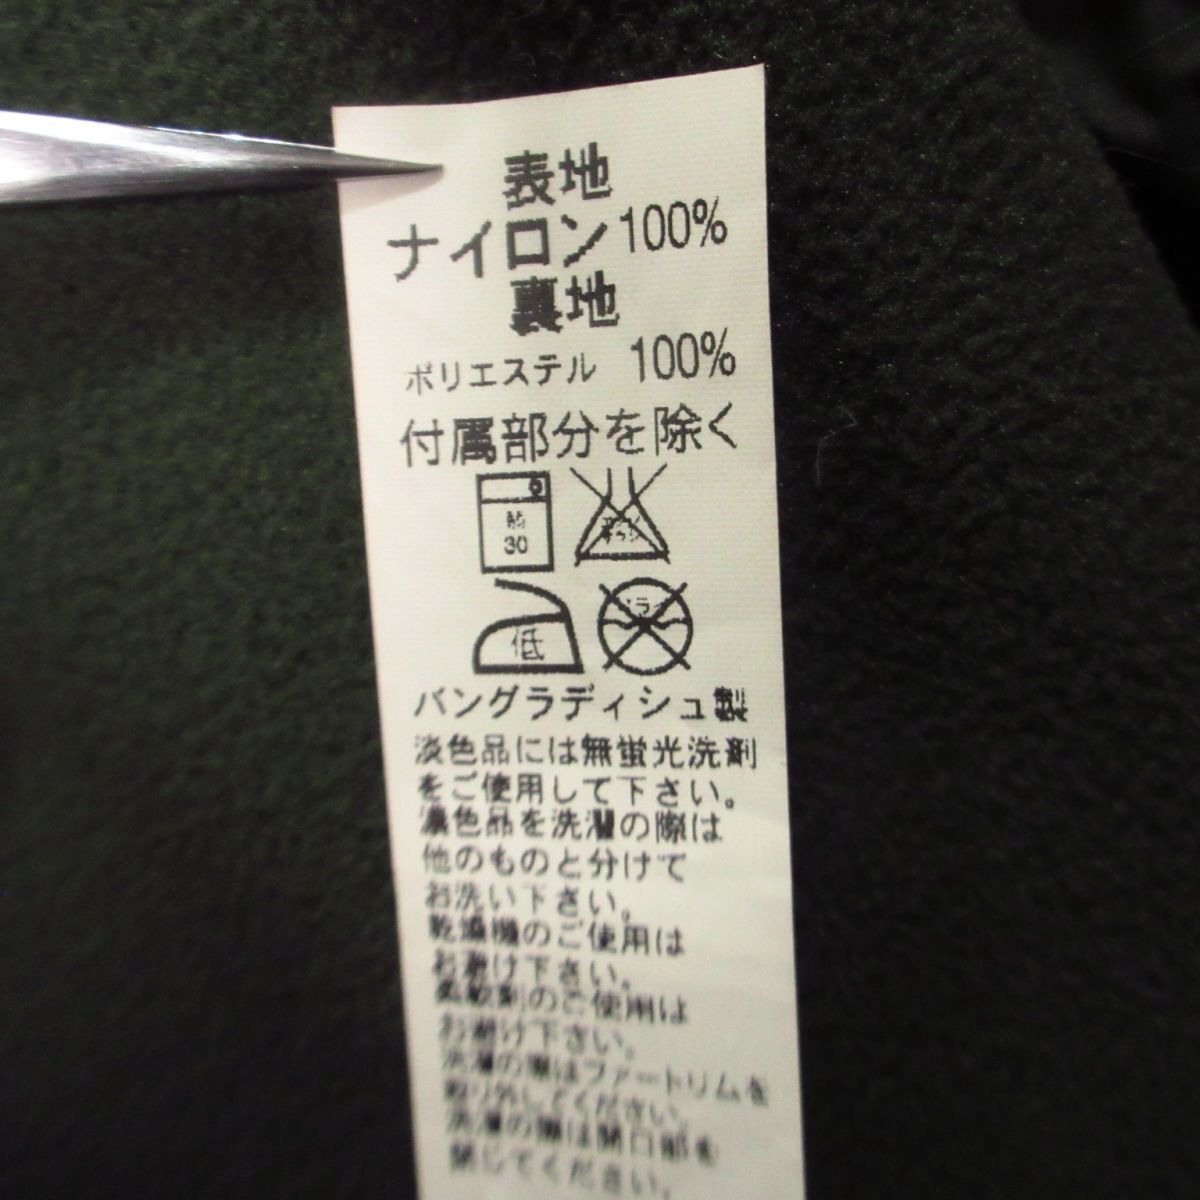 表地
ナイロン100%
裏地
ポリエステル 100%
付属部分を除く
弱
30
低
バングラディシュ製
淡色品には無蛍光洗剤
をご使用して下さい。
濃色品を洗濯の際は
他のものと分けて
お洗い下さい。
乾燥機のご使用は
お避け下さい。
柔軟剤のご使用は
お避け下さい。
洗濯の際はファートリムを
取り外してください。
洗濯の際は開口部を
閉じてください。